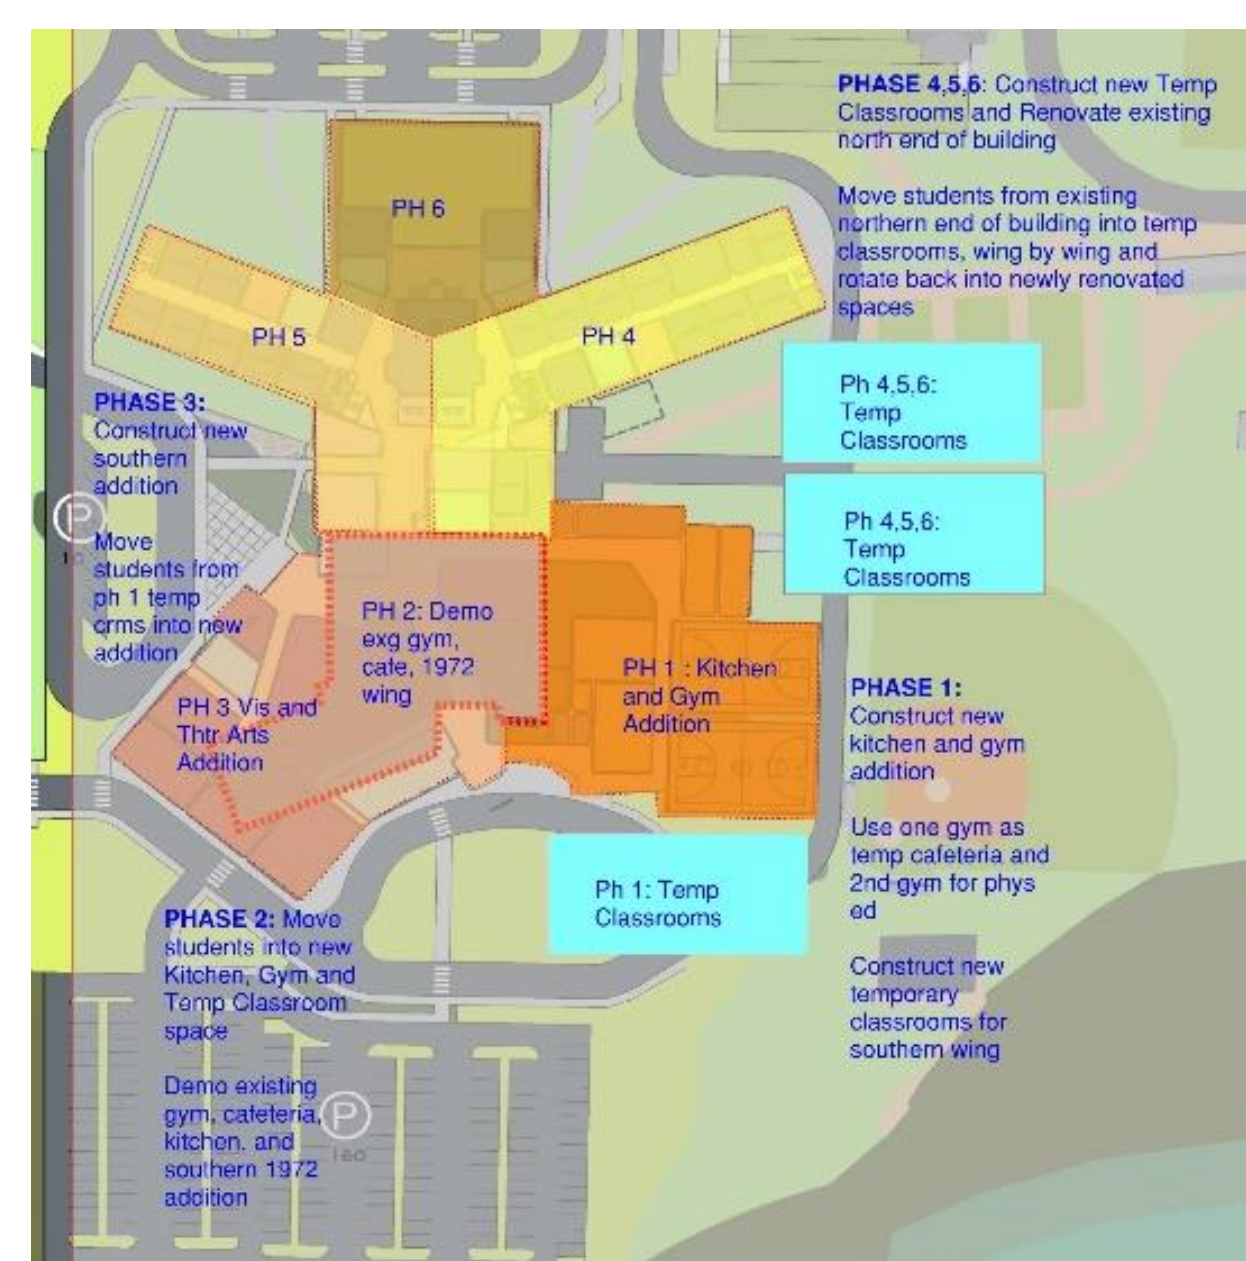 PHASE 4,5,6: Construct new Temp
Classrooms and Renovate existing
north end of building
Move students from existing
northern end of building into temp
classrooms, wing by wing and
rotate back into newly renovated
spaces
PH 6
PH 5
PH 4
Ph 4,5,6:
Temp
Classrooms
PHASE 3:
Construct new
southern
addition
Move
students from
ph 1 temp
crms into new
addition
P
Ph 4,5,6:
Temp
Classrooms
PH 2: Demo
exg gym,
cafe, 1972
wing
PH 1 : Kitchen
and Gym
Addition
PH 3 Vis and
Thtr Arts
Addition
PHASE 1:
Construct new
kitchen and gym
addition
Use one gym as
temp cafeteria and
2nd gym for phys
ed
Construct new
temporary
classrooms for
southern wing
Ph 1: Temp
Classrooms
PHASE 2: Move
students into new
Kitchen, Gym and
Temp Classroom
space
Demo existing
gym, cafeteria,
kitchen. and
southern 1972
addition
P
160